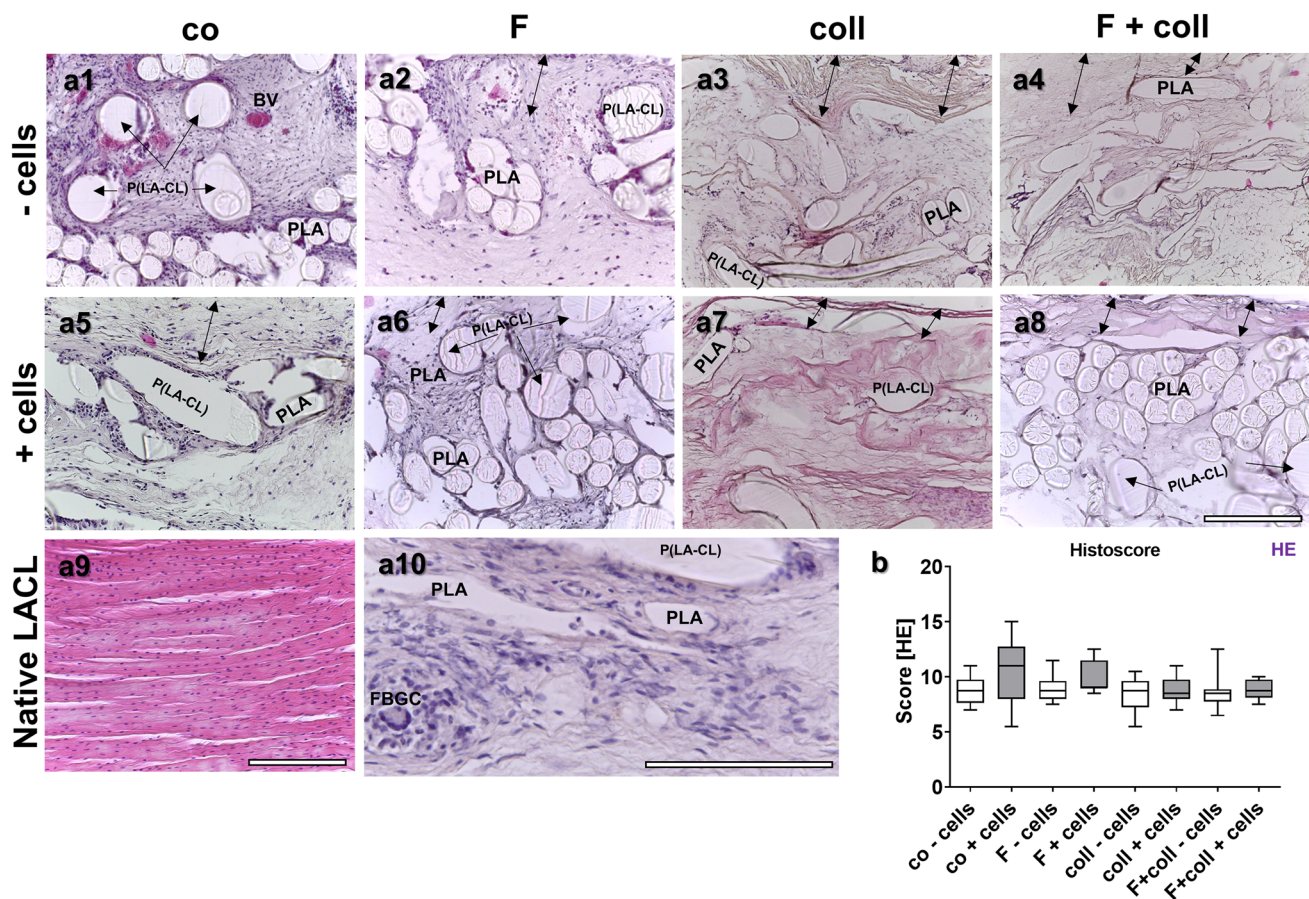 co F coll F + coll
- cells
a1 BV P(LA-CL) PLA
a2 P(LA-CL) PLA
a3 PLA P(LA-CL)
a4 PLA
+ cells
a5 P(LA-CL) PLA
a6 P(LA-CL) PLA PLA
a7 PLA P(LA-CL)
a8 PLA P(LA-CL)
Native LACL
a9
a10 P(LA-CL) PLA PLA FBGC
b Histoscore HE
Score [HE]
20
15
10
5
0
co - cells
co + cells
F - cells
F + cells
coll - cells
coll + cells
F+coll - cells
F+coll + cells